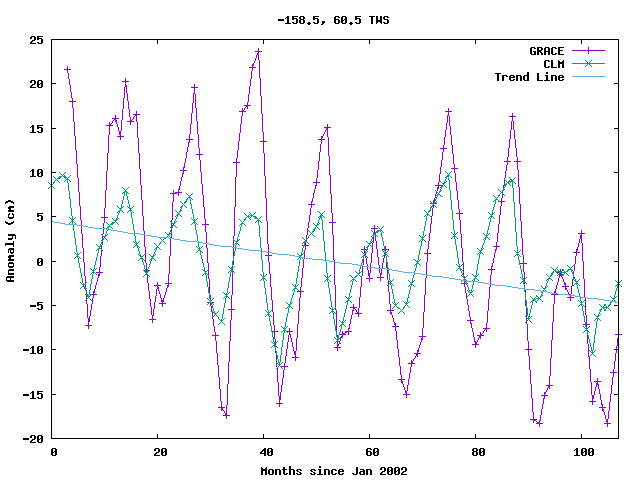 -158.5, 60.5 TWS
GRACE
CLM
Trend Line
25
20
15
10
5
0
-5
-10
-15
-20
Anomaly (cm)
0 20 40 60 80 100
Months since Jan 2002